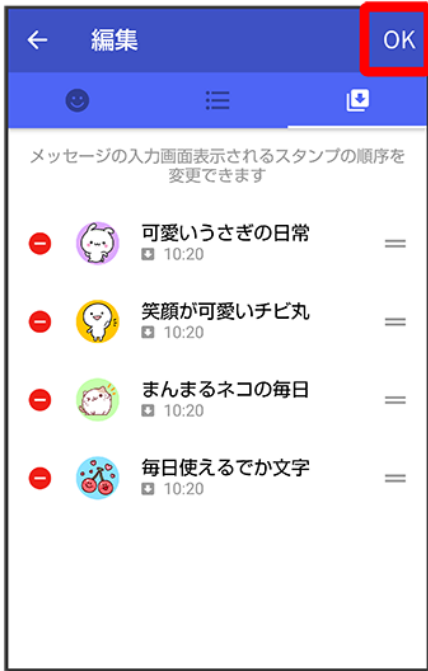 編集
OK
メッセージの入力画面表示されるスタンプの順序を
変更できます
可愛いうさぎの日常
10:20
笑顔が可愛いチビ丸
10:20
まんまるネコの毎日
10:20
毎日使えるでか文字
10:20